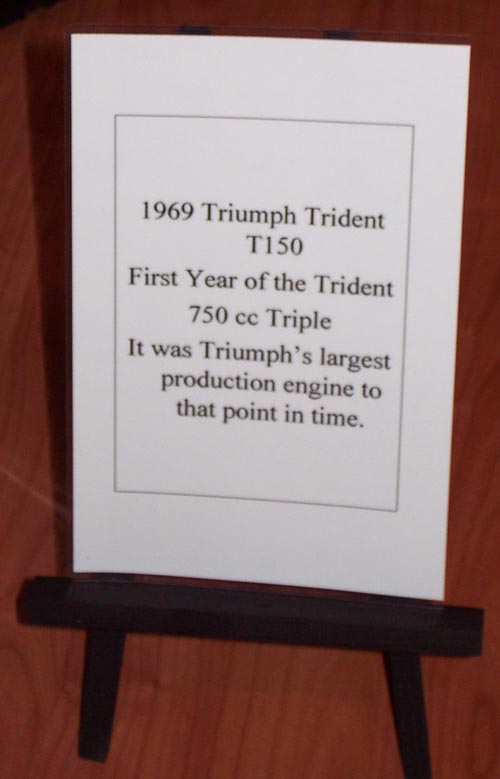 1969 Triumph Trident
T150
First Year of the Trident
750 cc Triple
It was Triumph's largest
production engine to
that point in time.